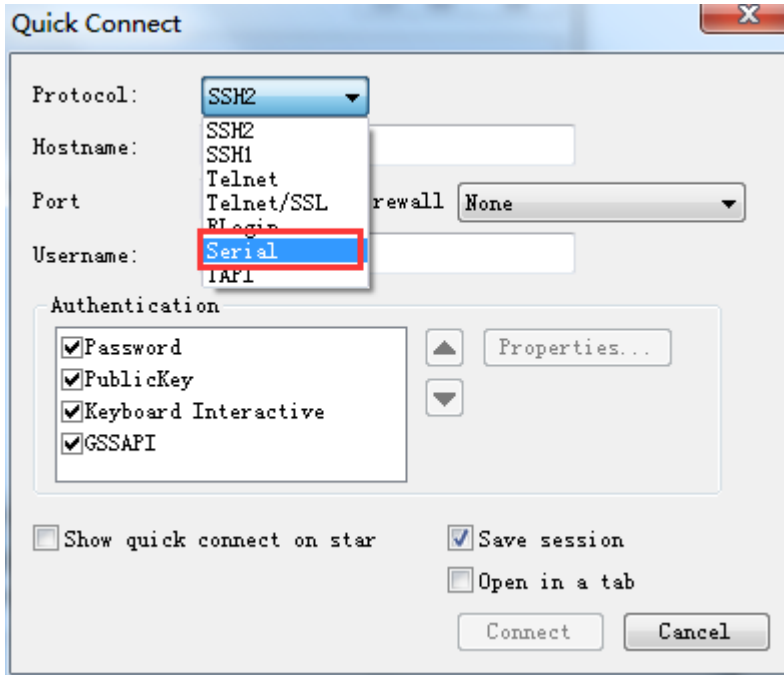 Quick Connect
Protocol: SSH2
SSH2
Hostname:
SSH1
Telnet
Port Telnet/SSL rewall None
RLogin
Username: Serial
TAPI
Authentication
Password Properties...
PublicKey
Keyboard Interactive
GSSAPI
Show quick connect on star Save session
Open in a tab
Connect Cancel